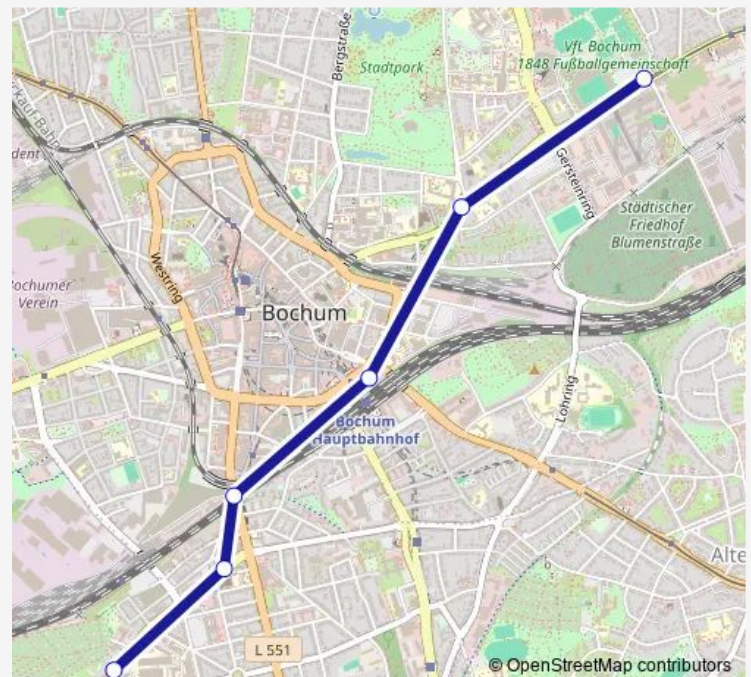 VfL Bochum
1848 Fußballgemeinschaft
Bergstraße
Stadtpark
Gersteinring
Städtischer
Friedhof
Blumenstraße
Westring
Verein
Bochum
Bochum
Hauptbahnhof
Lohring
Alte
L 551
© OpenStreetMap contributors